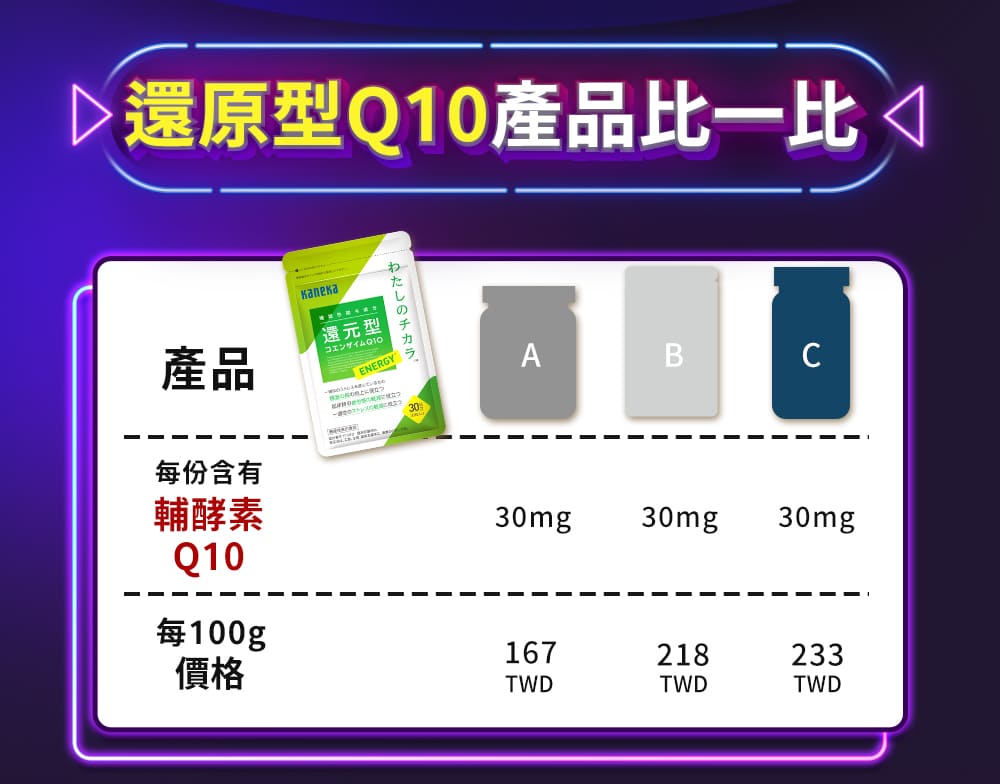 還原型Q10產品比一比
產品
Kaneka
還元型
コエンザイムQ10
ENERGY
わたしのチカラ
30日分
A
B
C
每份含有
輔酵素
Q10
30mg
30mg
30mg
每100g
價格
167
TWD
218
TWD
233
TWD